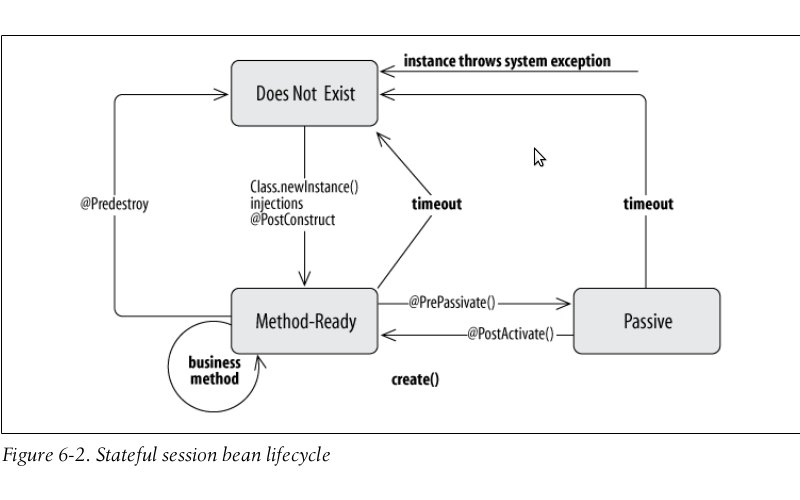 instance throws system exception
Does Not Exist
Class.newInstance()
injections
@PostConstruct
@Predestroy
timeout
timeout
@PrePassivate()
Method-Ready
Passive
@PostActivate()
business
method
create()
Figure 6-2. Stateful session bean lifecycle